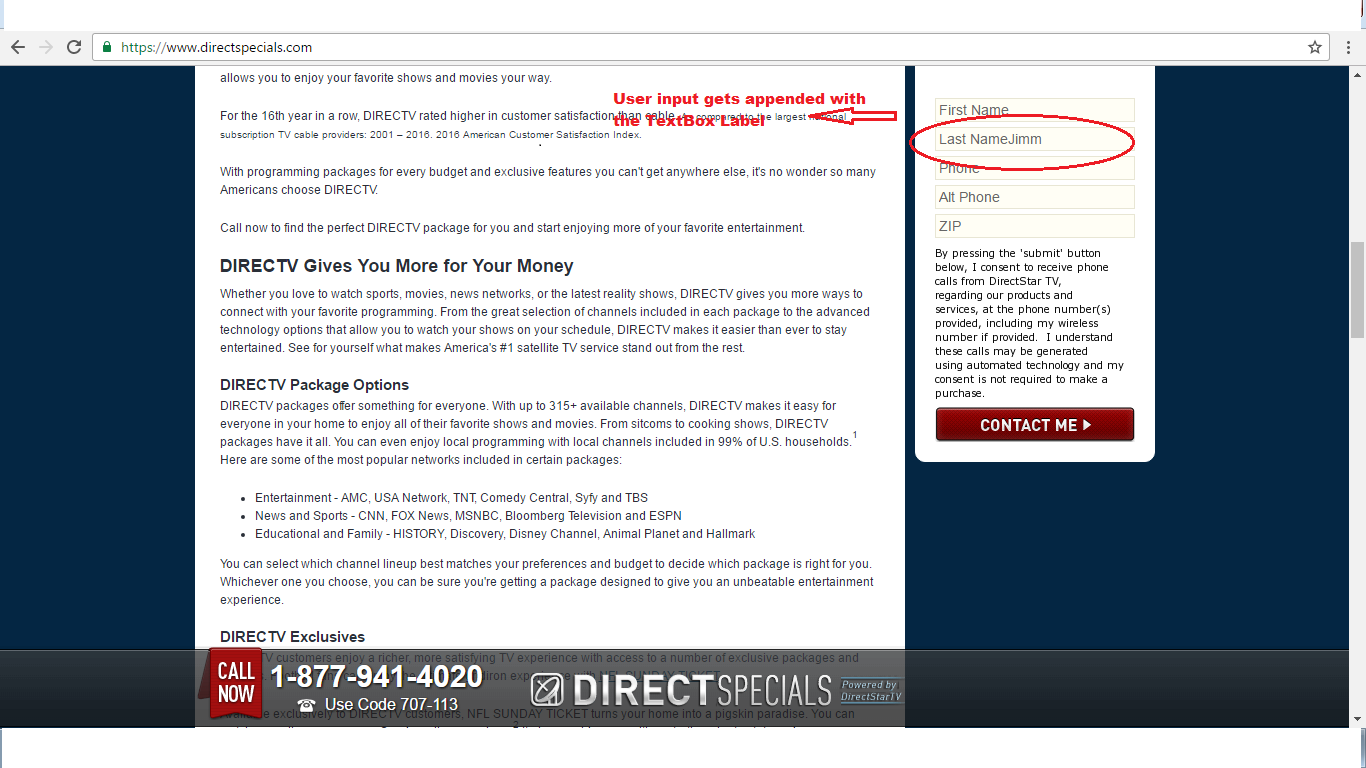 https://www.directspecials.com
allows you to enjoy your favorite shows and movies your way.
User input gets appended with
the TextBox Label
For the 16th year in a row, DIRECTV rated higher in customer satisfaction than cable. As compared to the largest national
subscription TV cable providers: 2001 – 2016. 2016 American Customer Satisfaction Index.
With programming packages for every budget and exclusive features you can't get anywhere else, it's no wonder so many
Americans choose DIRECTV.
Call now to find the perfect DIRECTV package for you and start enjoying more of your favorite entertainment.
DIRECTV Gives You More for Your Money
Whether you love to watch sports, movies, news networks, or the latest reality shows, DIRECTV gives you more ways to
connect with your favorite programming. From the great selection of channels included in each package to the advanced
technology options that allow you to watch your shows on your schedule, DIRECTV makes it easier than ever to stay
entertained. See for yourself what makes America's #1 satellite TV service stand out from the rest.
DIRECTV Package Options
DIRECTV packages offer something for everyone. With up to 315+ available channels, DIRECTV makes it easy for
everyone in your home to enjoy all of their favorite shows and movies. From sitcoms to cooking shows, DIRECTV
packages have it all. You can even enjoy local programming with local channels included in 99% of U.S. households.1
Here are some of the most popular networks included in certain packages:
• Entertainment - AMC, USA Network, TNT, Comedy Central, Syfy and TBS
• News and Sports - CNN, FOX News, MSNBC, Bloomberg Television and ESPN
• Educational and Family - HISTORY, Discovery, Disney Channel, Animal Planet and Hallmark
You can select which channel lineup best matches your preferences and budget to decide which package is right for you.
Whichever one you choose, you can be sure you're getting a package designed to give you an unbeatable entertainment
experience.
DIRECTV Exclusives
customers enjoy a richer, more satisfying TV experience with access to a number of exclusive packages and
exclusively to DIRECTV customers, NFL SUNDAY TICKET turns your home into a pigskin paradise. You can
First Name
Last NameJimm
Phone
Alt Phone
ZIP
By pressing the 'submit' button
below, I consent to receive phone
calls from DirectStar TV,
regarding our products and
services, at the phone number(s)
provided, including my wireless
number if provided. I understand
these calls may be generated
using automated technology and my
consent is not required to make a
purchase.
CONTACT ME
CALL
NOW
1-877-941-4020
Use Code 707-113
DIRECTSPECIALS
Powered by
DirectStarTV